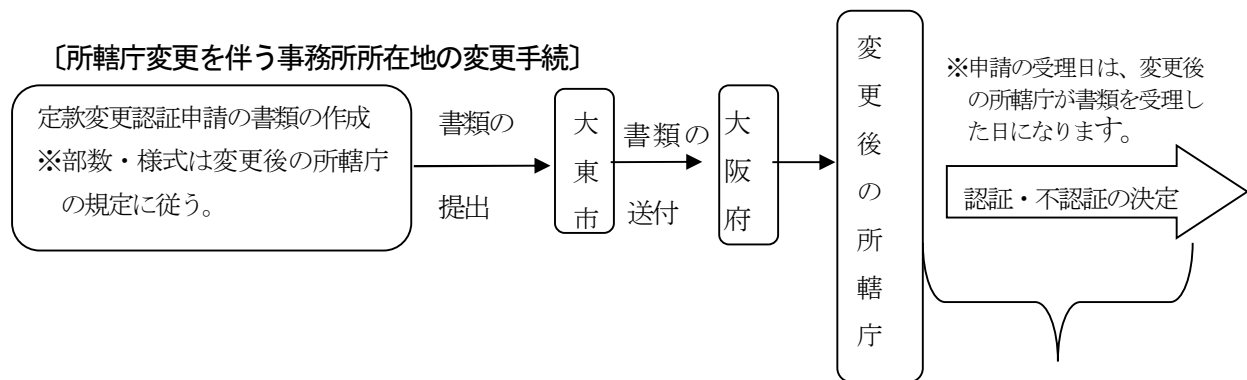 〔所轄庁変更を伴う事務所所在地の変更手続〕
定款変更認証申請の書類の作成
※部数・様式は変更後の所轄庁
の規定に従う。
書類の
提出
大東市
書類の
送付
大阪府
変更後の所轄庁
※申請の受理日は、変更後
の所轄庁が書類を受理し
た日になります。
認証・不認証の決定